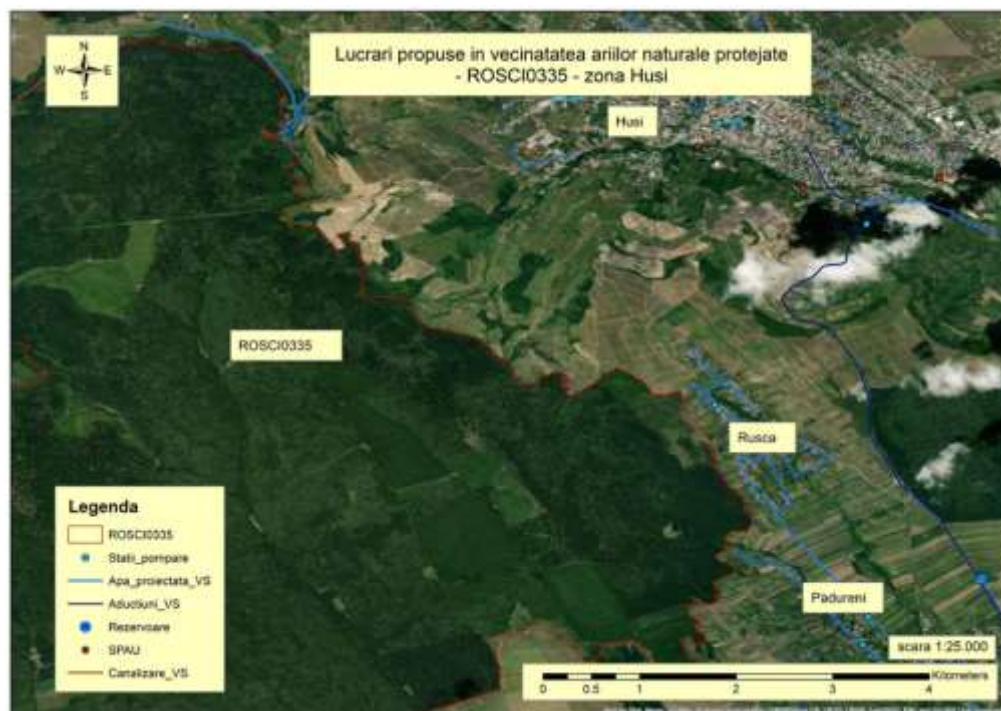 Lucrari propuse in vecinatatea ariilor naturale protejate
- ROSCI0335 - zona Husi
N
W E
S
Husi
ROSCI0335
Rusca
Padureni
Legenda
ROSCI0335
Statii_pompare
Apa_proiectata_VS
Aductiuni_VS
Rezervoare
SPAU
Canalizare_VS
scara 1:25.000
Kilometers
0 0.5 1 2 3 4